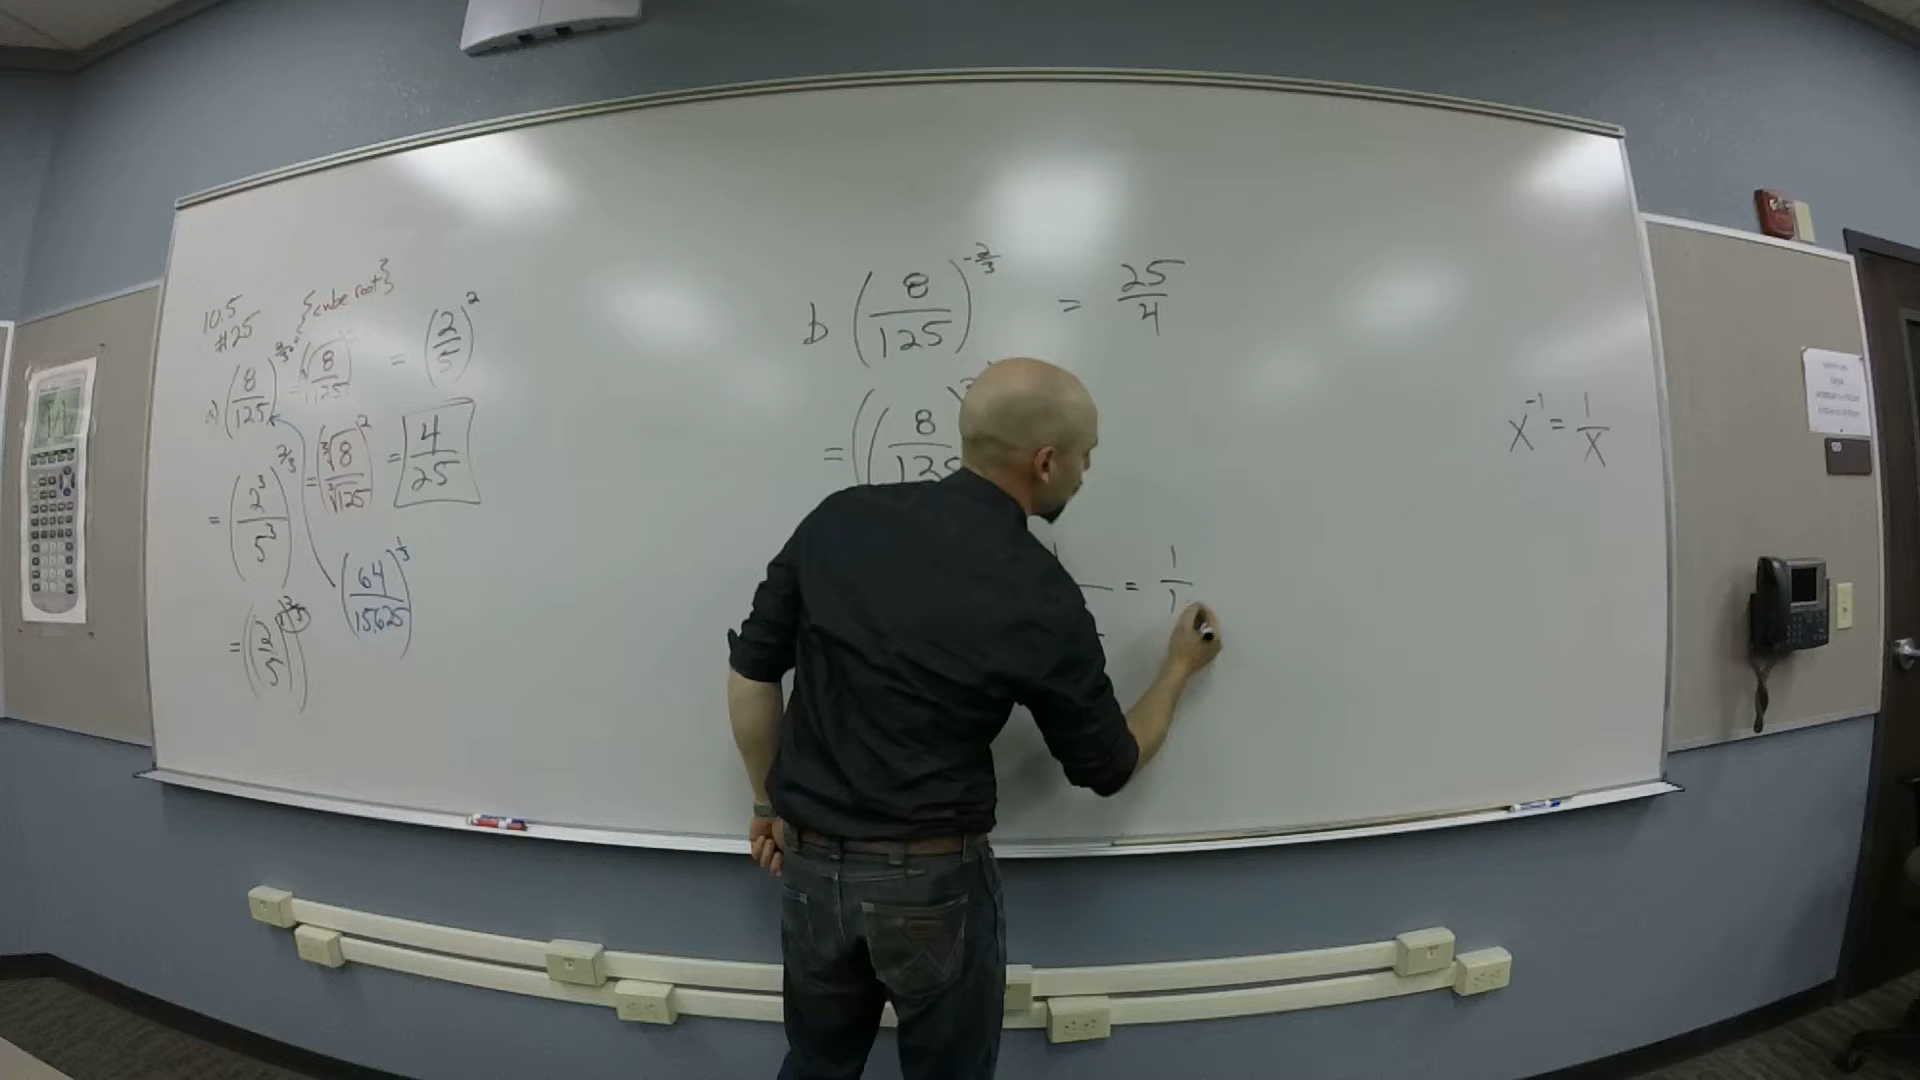 10.5
#25
{cube root}
a) (8/125)^(2/3) = (∛(8/125))^2 = (2/5)^2
= (2^3/5^3)^(2/3) = (∛8/∛125)^2 = 4/25
(64/15,625)^(1/3)
= ((2/5)
b (8/125)^(-2/3) = 25/4
= ((8/125
= 1/1
x^-1 = 1/x